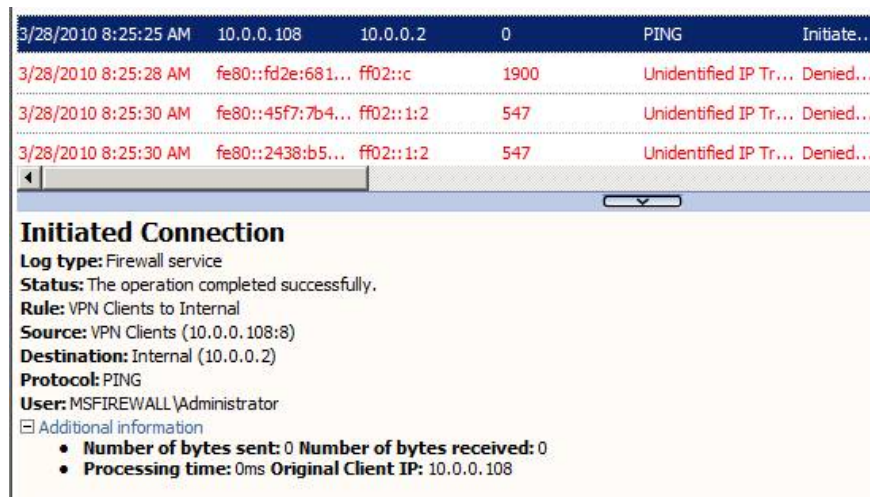 3/28/2010 8:25:25 AM 10.0.0.108 10.0.0.2 0 PING Initiate...
3/28/2010 8:25:28 AM fe80::fd2e:681... ff02::c 1900 Unidentified IP Tr... Denied...
3/28/2010 8:25:30 AM fe80::45f7:7b4... ff02::1:2 547 Unidentified IP Tr... Denied...
3/28/2010 8:25:30 AM fe80::2438:b5... ff02::1:2 547 Unidentified IP Tr... Denied...
Initiated Connection
Log type: Firewall service
Status: The operation completed successfully.
Rule: VPN Clients to Internal
Source: VPN Clients (10.0.0.108:8)
Destination: Internal (10.0.0.2)
Protocol: PING
User: MSFIREWALL\Administrator
Additional information
• Number of bytes sent: 0 Number of bytes received: 0
• Processing time: 0ms Original Client IP: 10.0.0.108